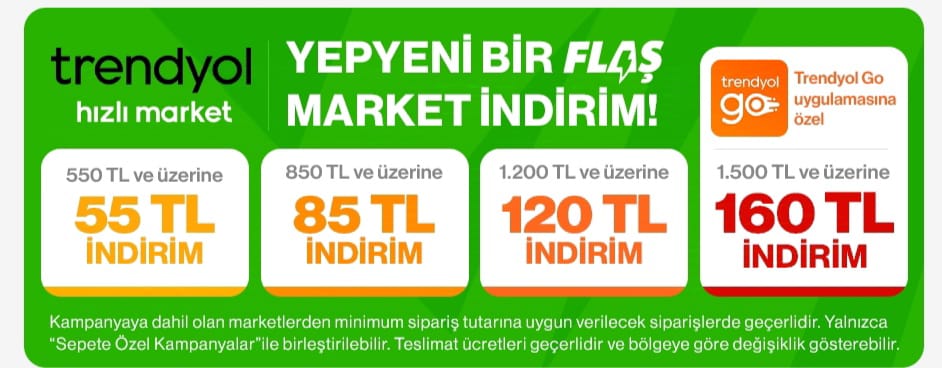 trendyol
hızlı market
YEPYENİ BİR FLAŞ
MARKET İNDİRİM!
trendyol
go
Trendyol Go
uygulamasına
özel
550 TL ve üzerine
55 TL
İNDİRİM
850 TL ve üzerine
85 TL
İNDİRİM
1.200 TL ve üzerine
120 TL
İNDİRİM
1.500 TL ve üzerine
160 TL
İNDİRİM
Kampanyaya dahil olan marketlerden minimum sipariş tutarına uygun verilecek siparişlerde geçerlidir. Yalnızca
“Sepete Özel Kampanyalar”ile birleştirilebilir. Teslimat ücretleri geçerlidir ve bölgeye göre değişiklik gösterebilir.